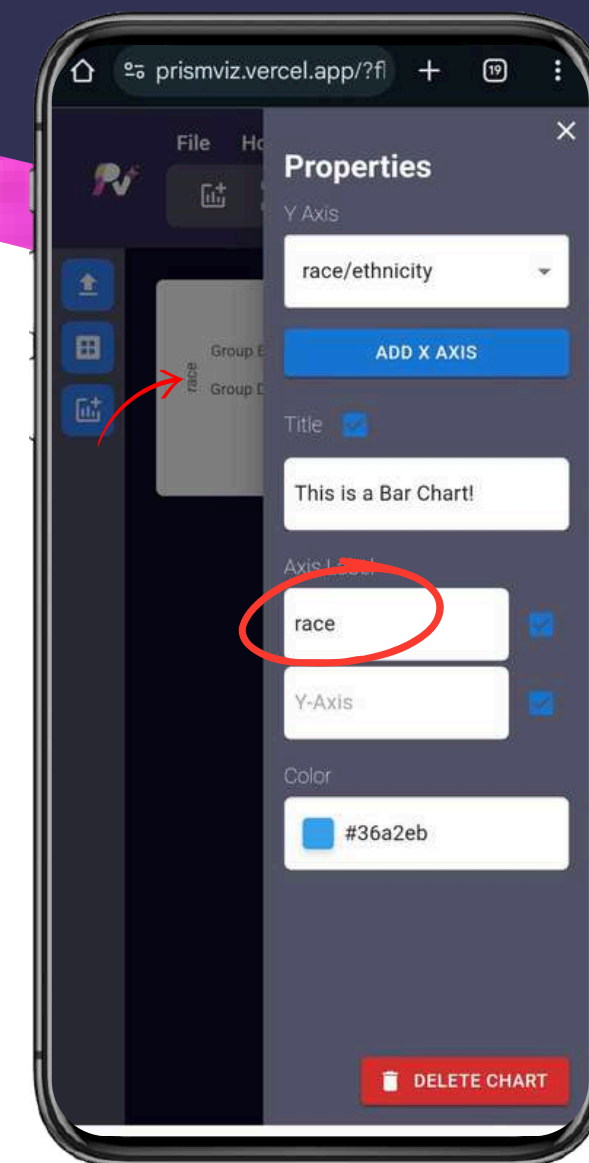 prismviz.vercel.app/?fl
19
File
Properties
Y Axis
race/ethnicity
ADD X AXIS
Group
race
Group
Title
This is a Bar Chart!
Axis Label
race
Y-Axis
Color
#36a2eb
DELETE CHART